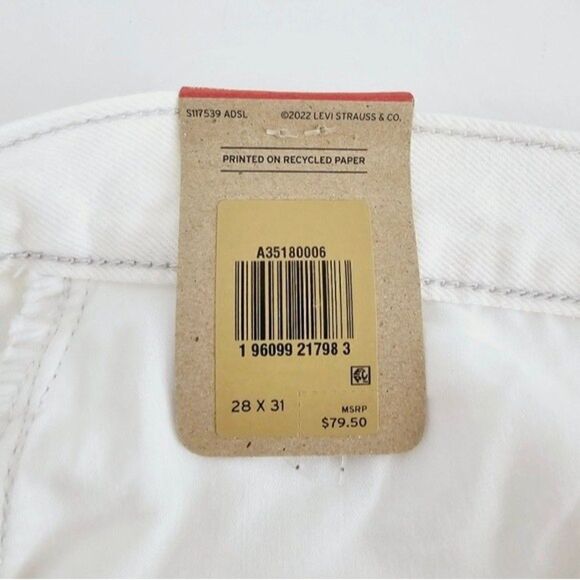 S117539 ADSL ©2022 LEVI STRAUSS & CO.
PRINTED ON RECYCLED PAPER
A35180006
1 96099 21798 3
28 X 31
MSRP
$79.50